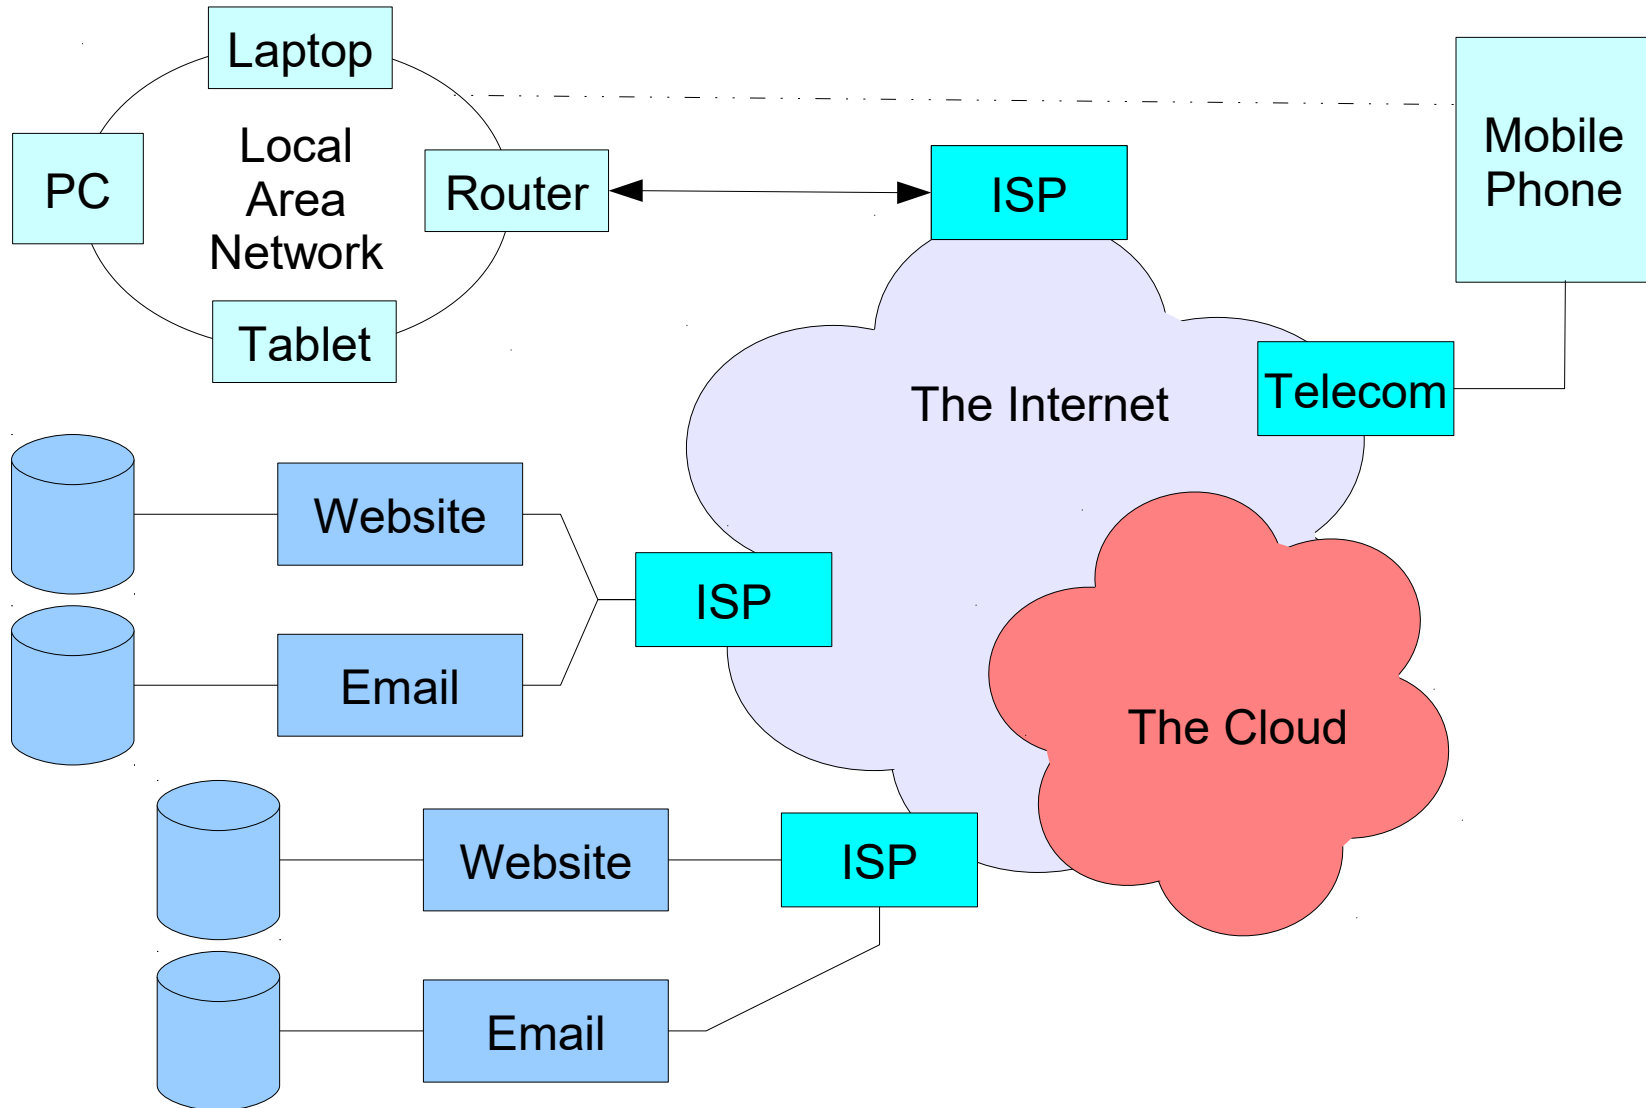 Laptop
Local
Area
Network
PC
Router
Tablet
ISP
Mobile
Phone
The Internet
Telecom
Website
ISP
Email
The Cloud
Website
ISP
Email